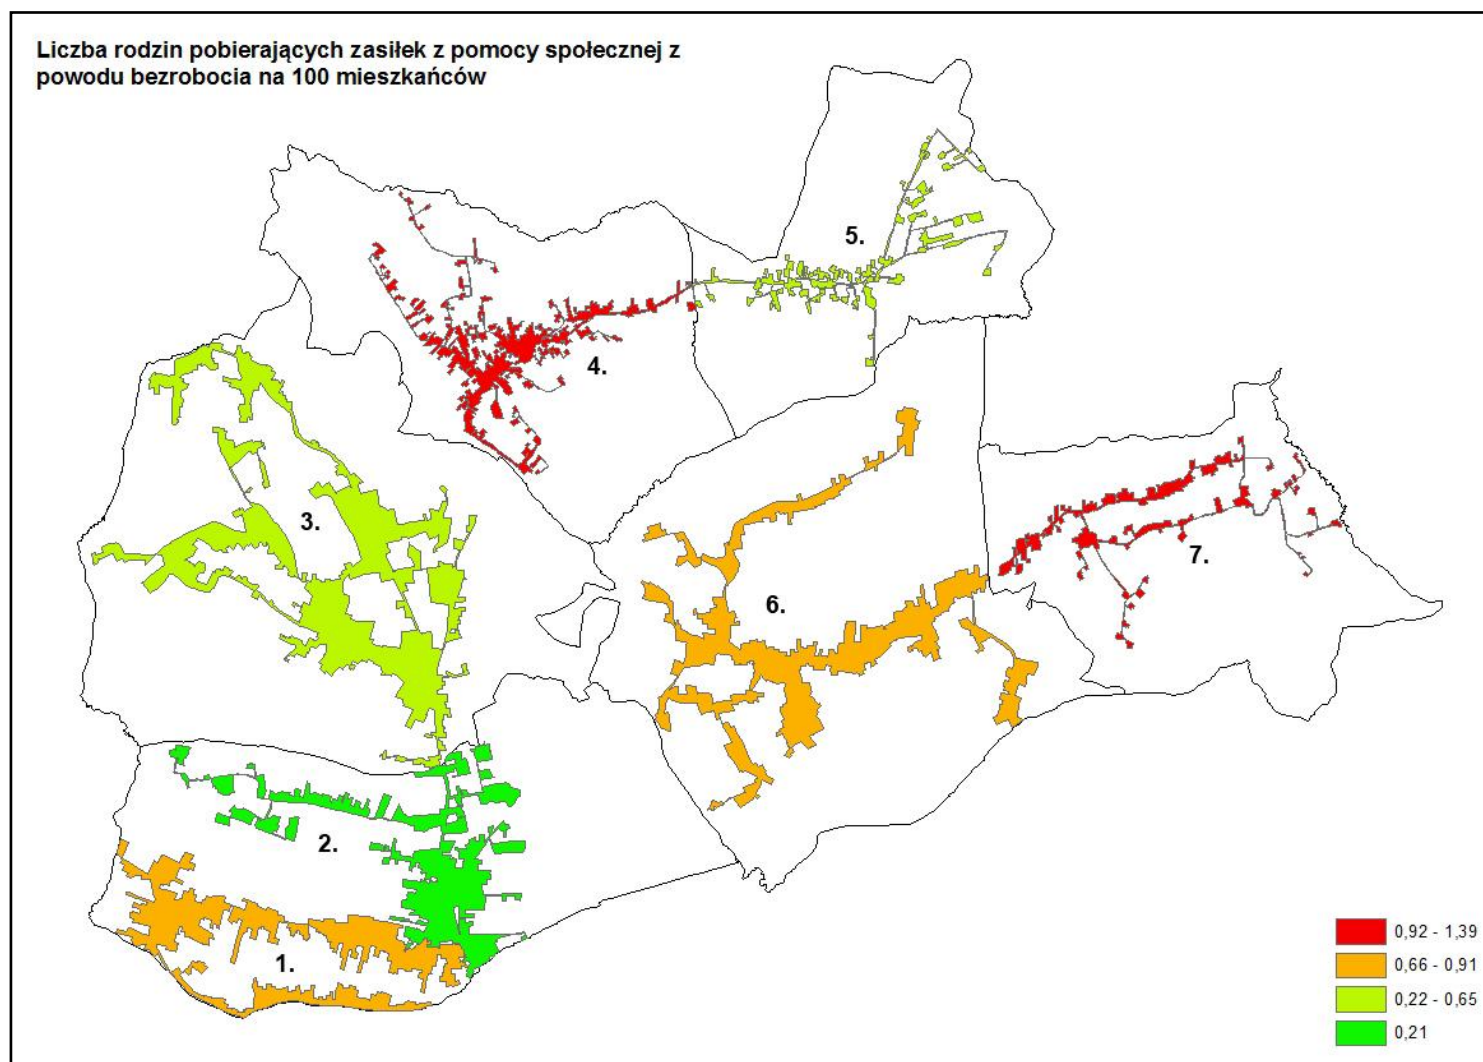 Liczba rodzin pobierających zasiłek z pomocy społecznej z
powodu bezrobocia na 100 mieszkańców
5.
4.
3.
7.
6.
2.
1.
0,92 - 1,39
0,66 - 0,91
0,22 - 0,65
0,21